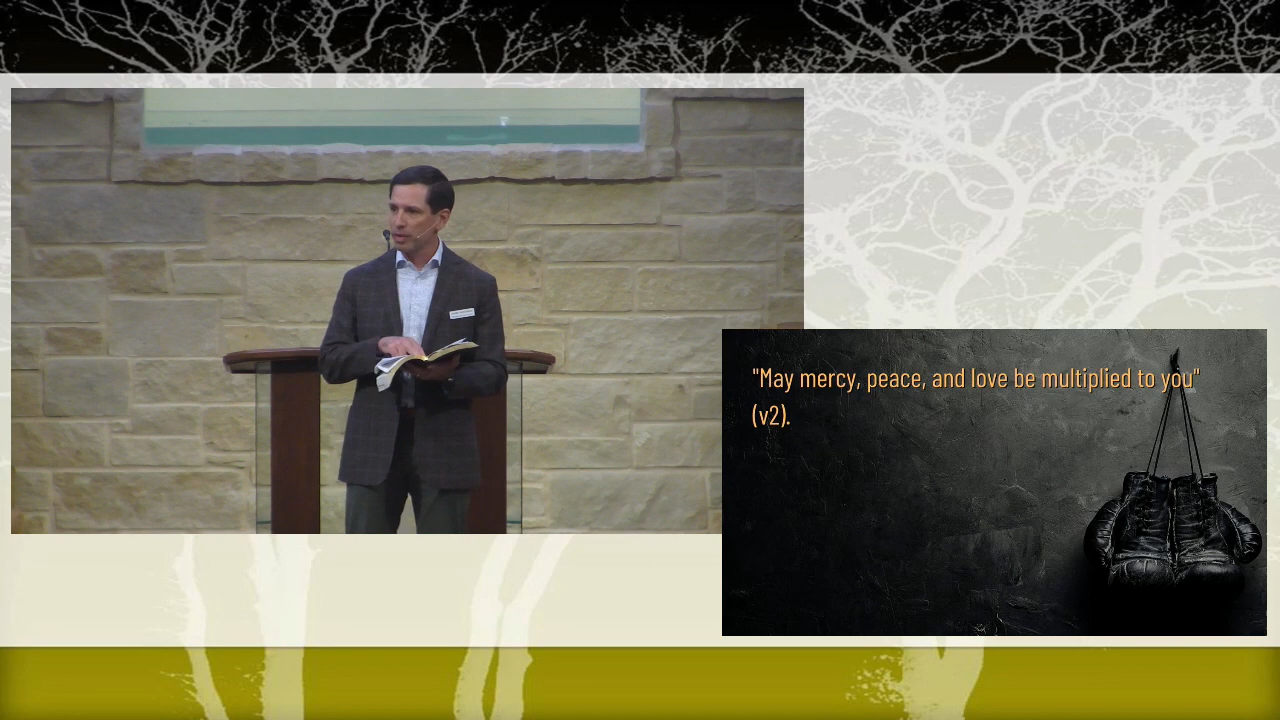 "May mercy, peace, and love be multiplied to you"
(v2).